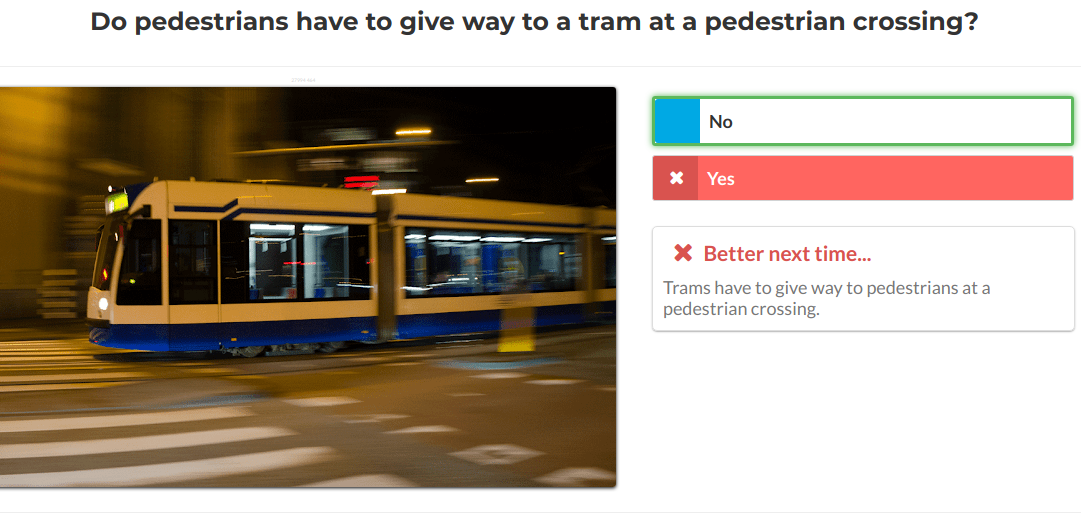 Do pedestrians have to give way to a tram at a pedestrian crossing?
No
Yes
Better next time...
Trams have to give way to pedestrians at a
pedestrian crossing.